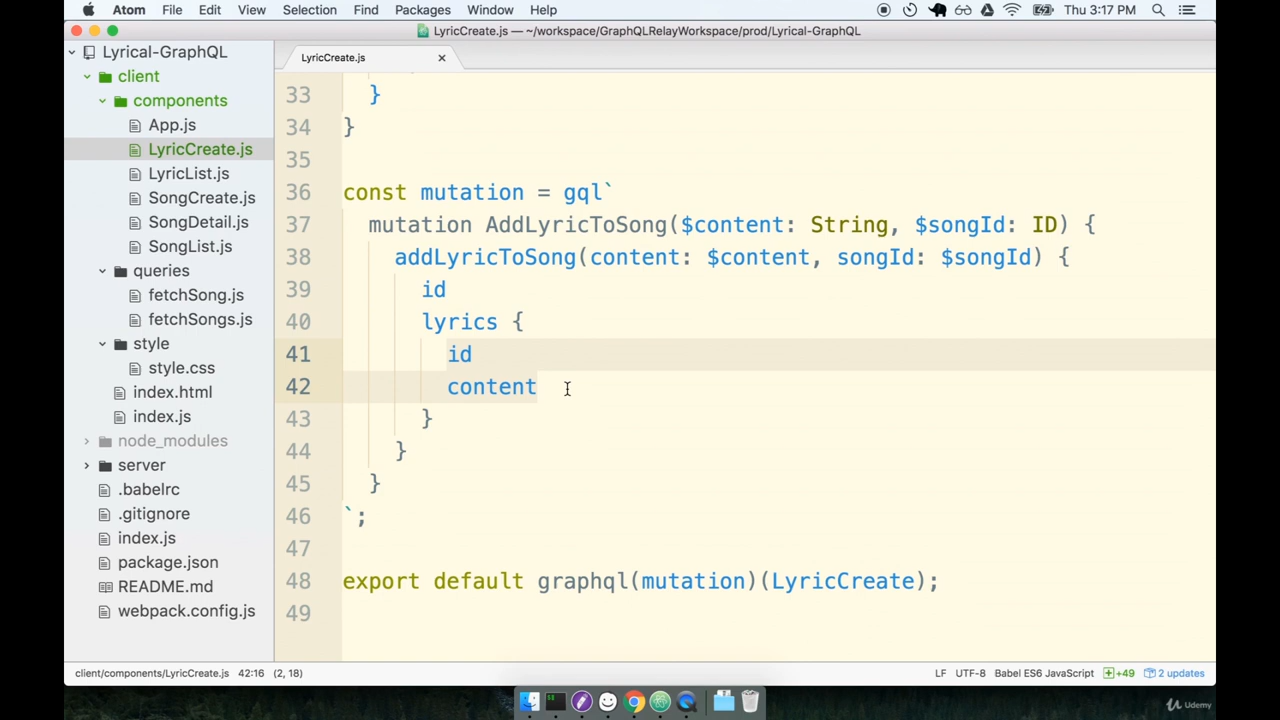 Atom File Edit View Selection Find Packages Window Help Thu 3:17 PM
LyricCreate.js — ~/workspace/GraphQLRelayWorkspace/prod/Lyrical-GraphQL
Lyrical-GraphQL
client
components
App.js
LyricCreate.js
LyricList.js
SongCreate.js
SongDetail.js
SongList.js
queries
fetchSong.js
fetchSongs.js
style
style.css
index.html
index.js
node_modules
server
.babelrc
.gitignore
index.js
package.json
README.md
webpack.config.js
LyricCreate.js
33 }
34 }
35
36 const mutation = gql`
37 mutation AddLyricToSong($content: String, $songId: ID) {
38 addLyricToSong(content: $content, songId: $songId) {
39 id
40 lyrics {
41 id
42 content
43 }
44 }
45 }
46 `;
47
48 export default graphql(mutation)(LyricCreate);
49
client/components/LyricCreate.js 42:16 (2, 18) LF UTF-8 Babel ES6 JavaScript +49 2 updates
Udemy